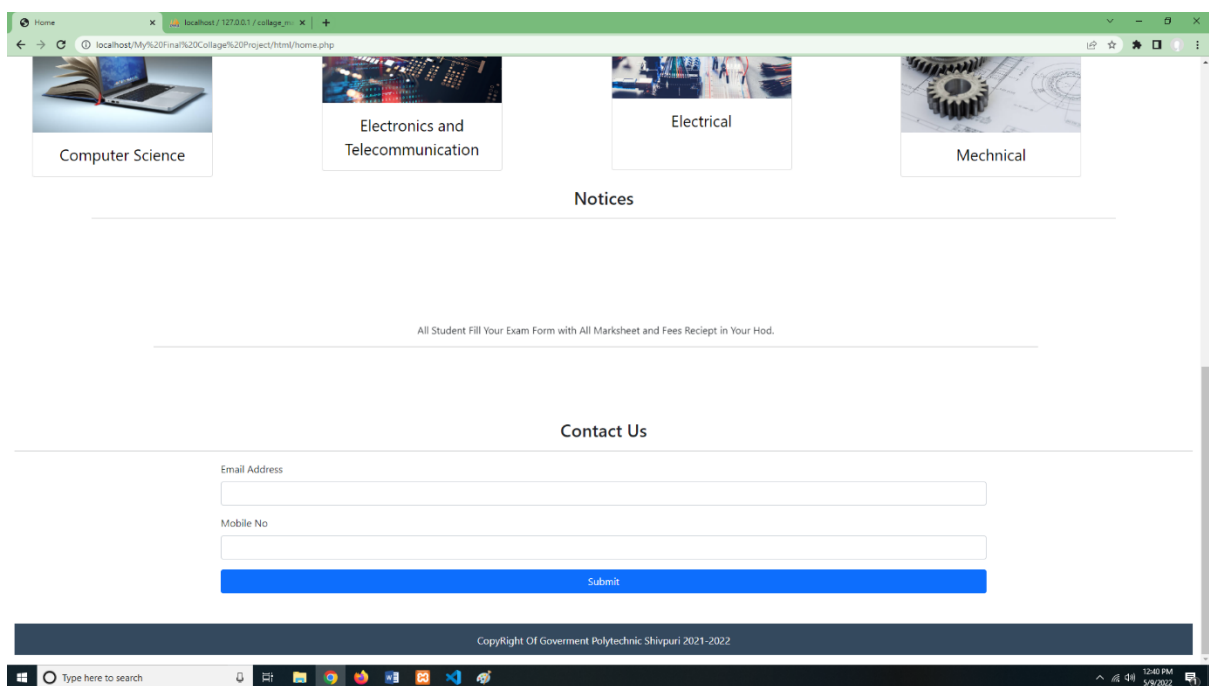 Home
localhost / 127.0.0.1 / collage_m
localhost/My%20Final%20Collage%20Project/html/home.php
Computer Science
Electronics and
Telecommunication
Electrical
Mechnical
Notices
All Student Fill Your Exam Form with All Marksheet and Fees Reciept in Your Hod.
Contact Us
Email Address
Mobile No
Submit
CopyRight Of Goverment Polytechnic Shivpuri 2021-2022
Type here to search
12:40 PM
5/9/2022